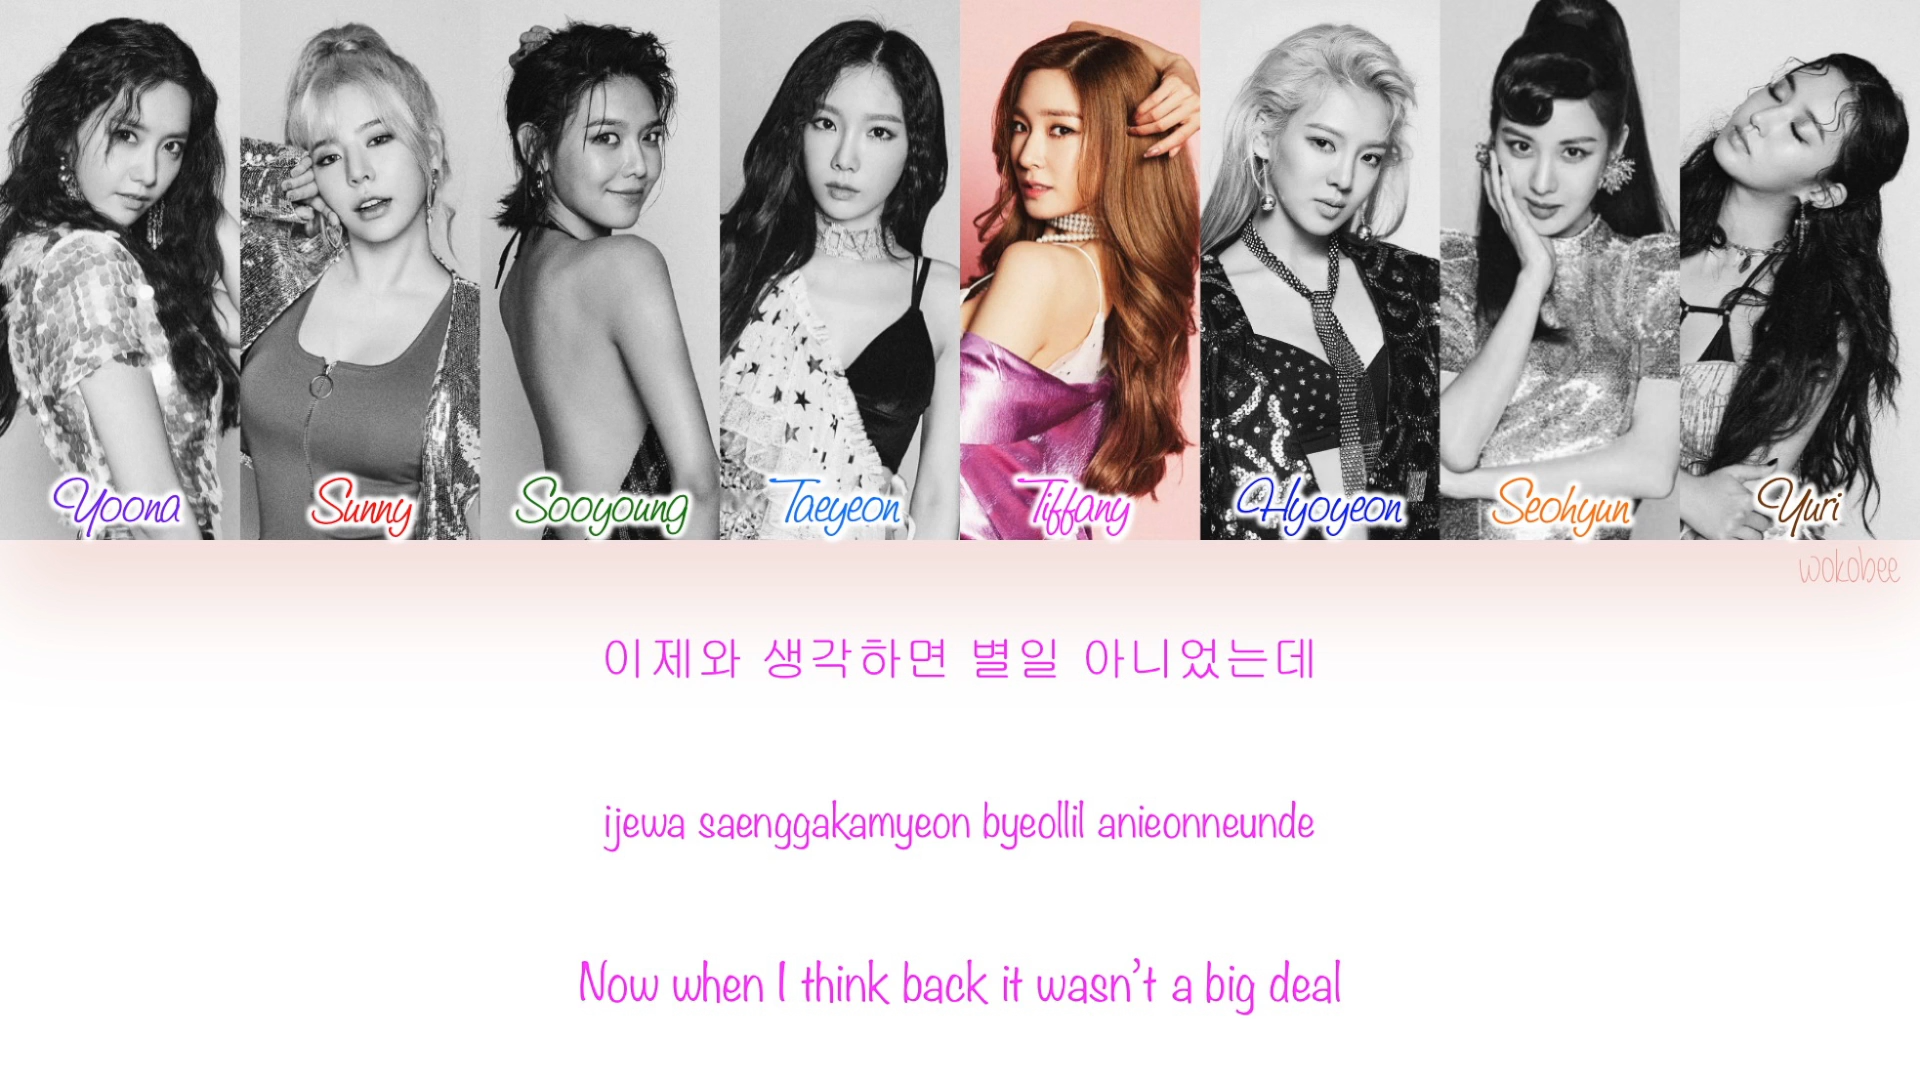 Yoona Sunny Sooyoung Taeyeon Tiffany Hyoyeon Seohyun Yuri
wokobee
이제와 생각하면 별일 아니었는데
ijewa saenggakamyeon byeollil anieonneunde
Now when I think back it wasn't a big deal